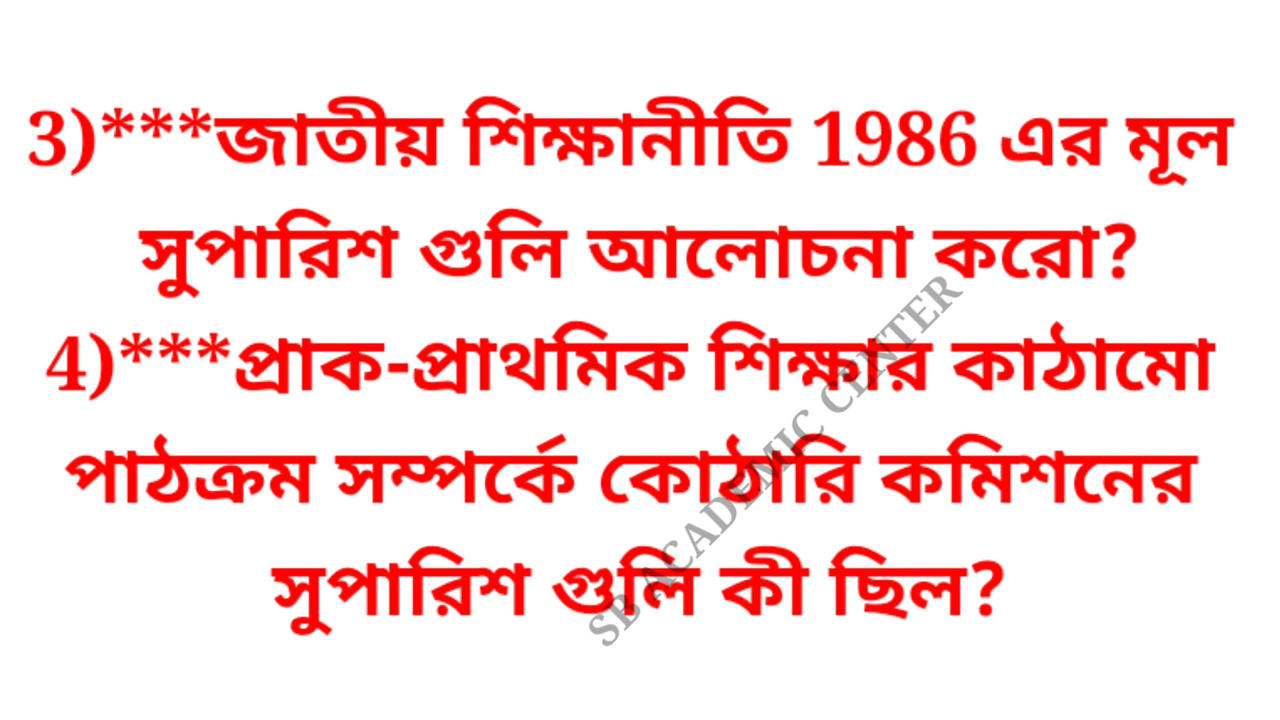 3)***জাতীয় শিক্ষানীতি 1986 এর মূল
সুপারিশ গুলি আলোচনা করো?
4)***প্রাক-প্রাথমিক শিক্ষার কাঠামো
পাঠক্রম সম্পর্কে কোঠারি কমিশনের
সুপারিশ গুলি কী ছিল?
SB ACADEMIC CENTER